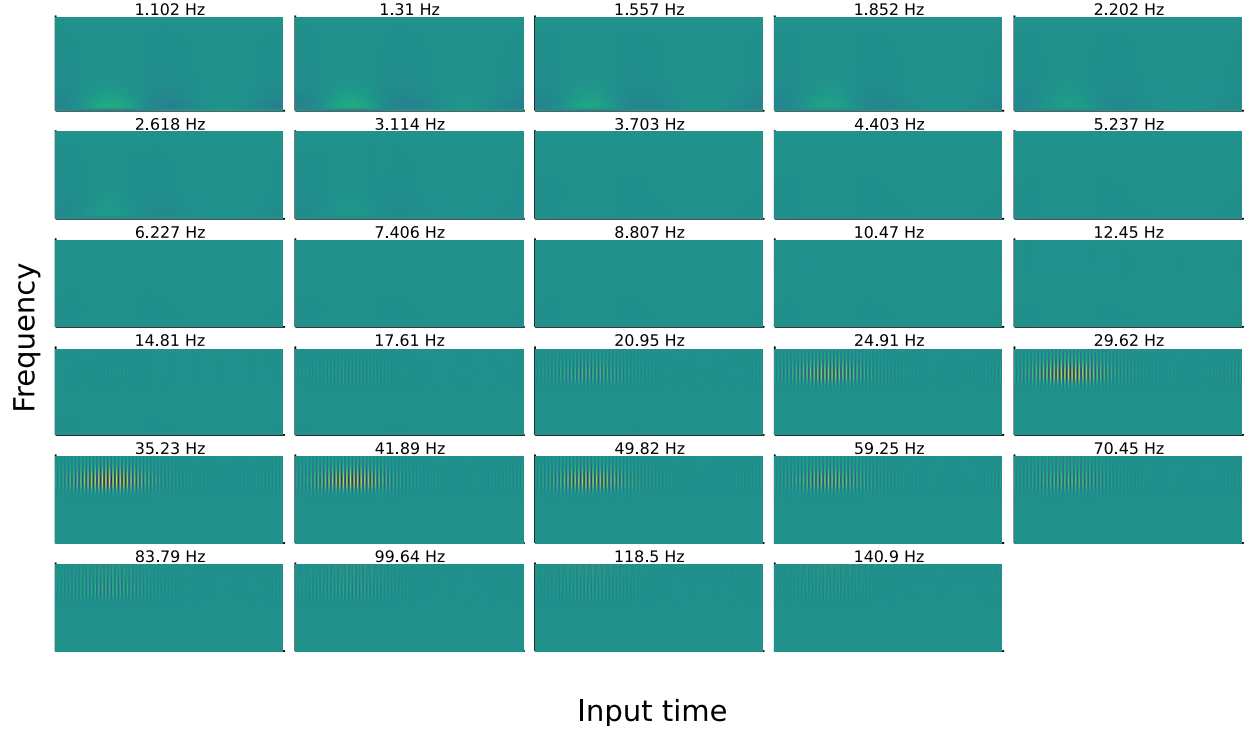 1.102 Hz 1.31 Hz 1.557 Hz 1.852 Hz 2.202 Hz
2.618 Hz 3.114 Hz 3.703 Hz 4.403 Hz 5.237 Hz
6.227 Hz 7.406 Hz 8.807 Hz 10.47 Hz 12.45 Hz
14.81 Hz 17.61 Hz 20.95 Hz 24.91 Hz 29.62 Hz
35.23 Hz 41.89 Hz 49.82 Hz 59.25 Hz 70.45 Hz
83.79 Hz 99.64 Hz 118.5 Hz 140.9 Hz
Frequency
Input time